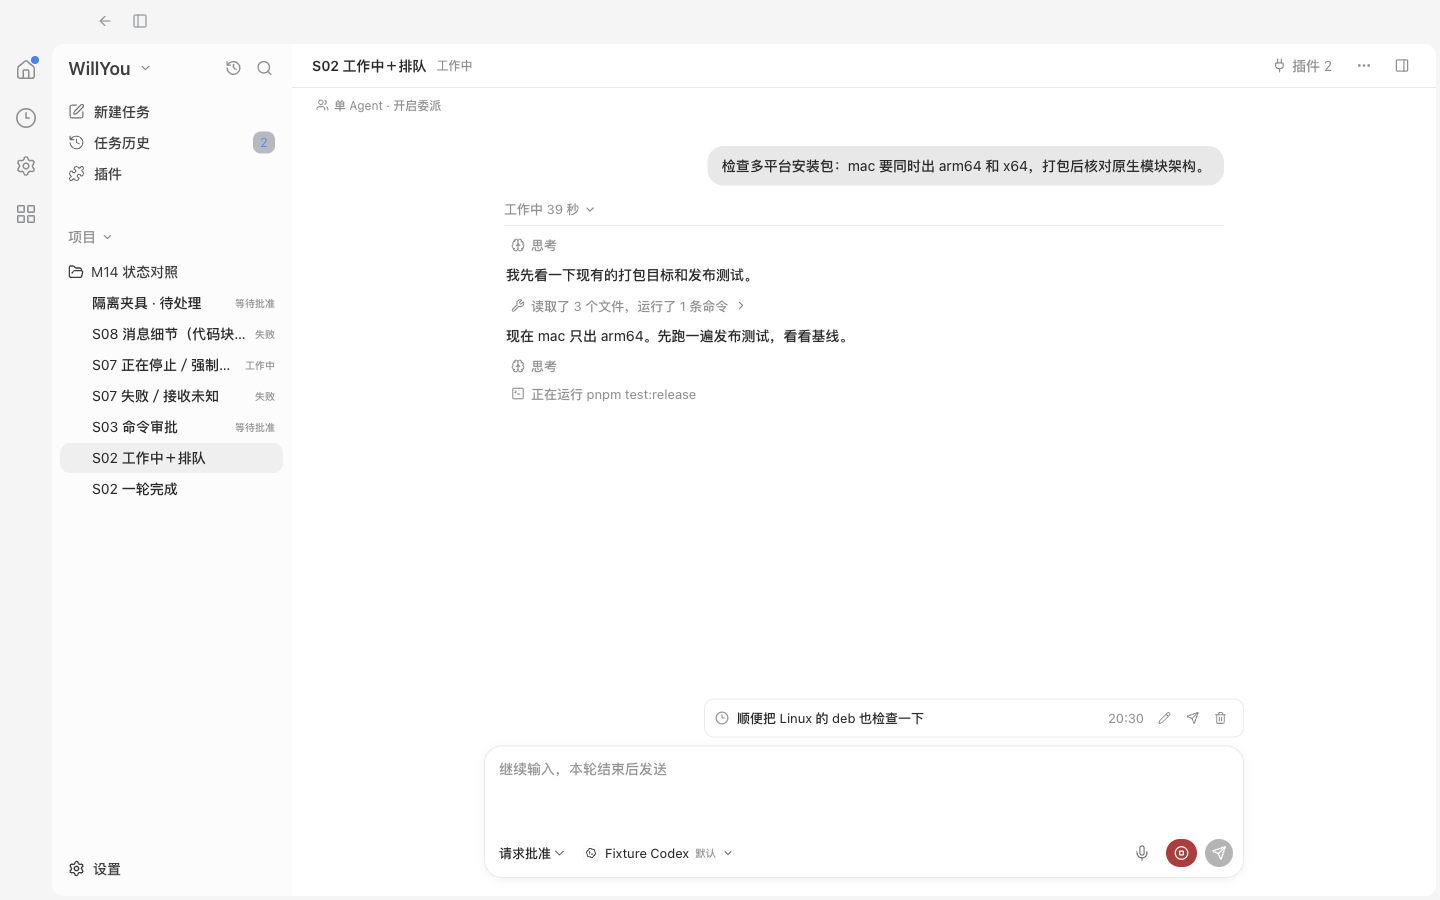 WillYou
新建任务
任务历史 2
插件
项目
M14 状态对照
隔离夹具 · 待处理 等待批准
S08 消息细节（代码块... 失败
S07 正在停止 / 强制... 工作中
S07 失败 / 接收未知 失败
S03 命令审批 等待批准
S02 工作中＋排队
S02 一轮完成
设置
S02 工作中＋排队 工作中
插件 2
单 Agent · 开启委派
检查多平台安装包：mac 要同时出 arm64 和 x64，打包后核对原生模块架构。
工作中 39 秒
思考
我先看一下现有的打包目标和发布测试。
读取了 3 个文件，运行了 1 条命令
现在 mac 只出 arm64。先跑一遍发布测试，看看基线。
思考
正在运行 pnpm test:release
顺便把 Linux 的 deb 也检查一下 20:30
继续输入，本轮结束后发送
请求批准 Fixture Codex 默认